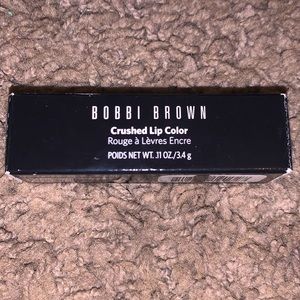 BOBBI BROWN
Crushed Lip Color
Rouge à Lèvres Encre
POIDS NET WT. .11 OZ./3.4 g